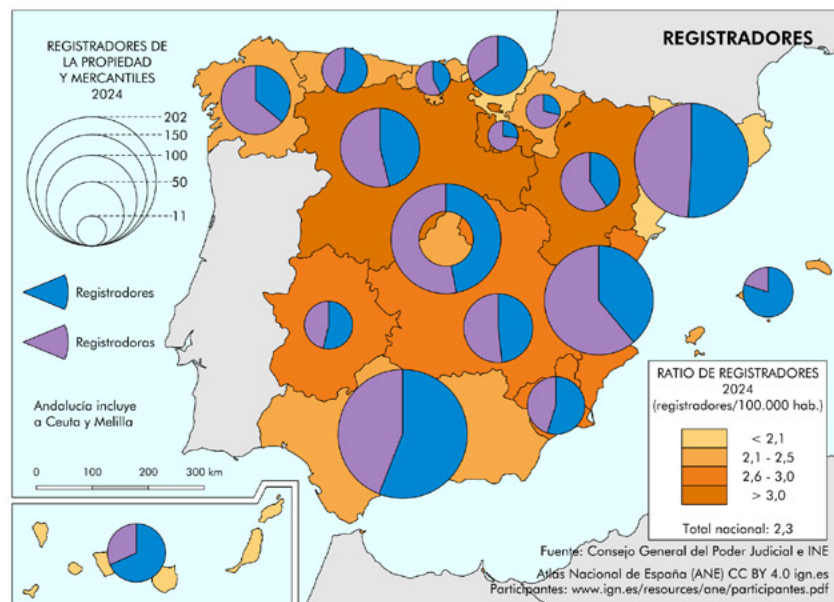 REGISTRADORES
REGISTRADORES DE
LA PROPIEDAD
Y MERCANTILES
2024
202
150
100
50
11
Registradores
Registradoras
Andalucía incluye
a Ceuta y Melilla
0 100 200 300 km
RATIO DE REGISTRADORES
2024
(registradores/100.000 hab.)
< 2,1
2,1 - 2,5
2,6 - 3,0
> 3,0
Total nacional: 2,3
Fuente: Consejo General del Poder Judicial e INE
Atlas Nacional de España (ANE) CC BY 4.0 ign.es
Participantes: www.ign.es/resources/ane/participantes.pdf